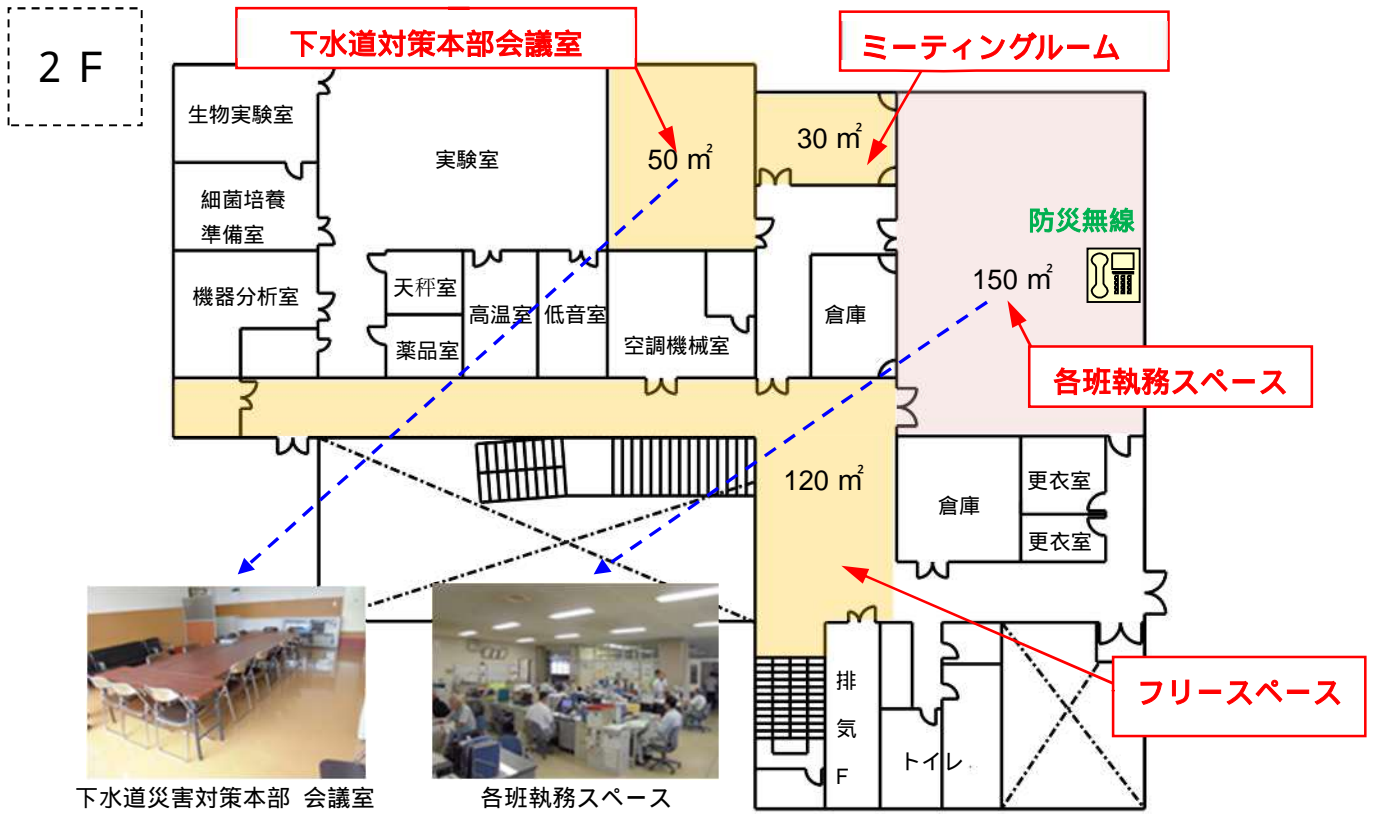 2 F
下水道対策本部会議室
ミーティングルーム
生物実験室
実験室
50 ㎡
30 ㎡
細菌培養
準備室
防災無線
機器分析室
天秤室
高温室
低音室
空調機械室
倉庫
150 ㎡
薬品室
各班執務スペース
120 ㎡
倉庫
更衣室
更衣室
排
気
F
トイレ
フリースペース
下水道災害対策本部 会議室
各班執務スペース